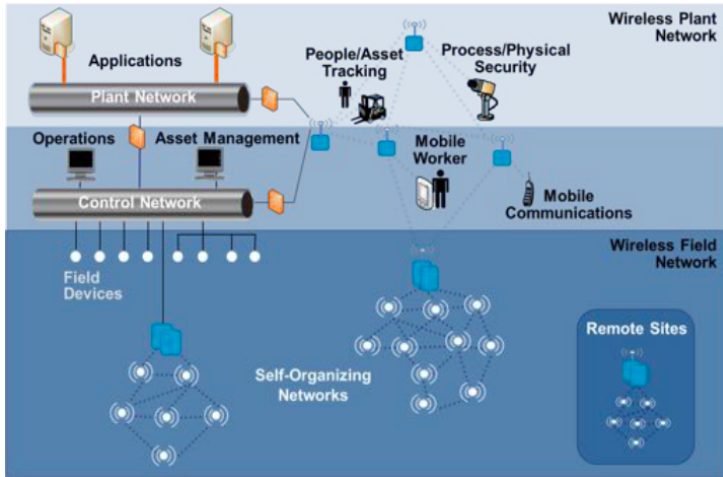 Wireless Plant
Network
Applications
People/Asset
Tracking
Process/Physical
Security
Plant Network
Operations
Asset Management
Mobile
Worker
Control Network
Mobile
Communications
Wireless Field
Network
Field
Devices
Remote Sites
Self-Organizing
Networks